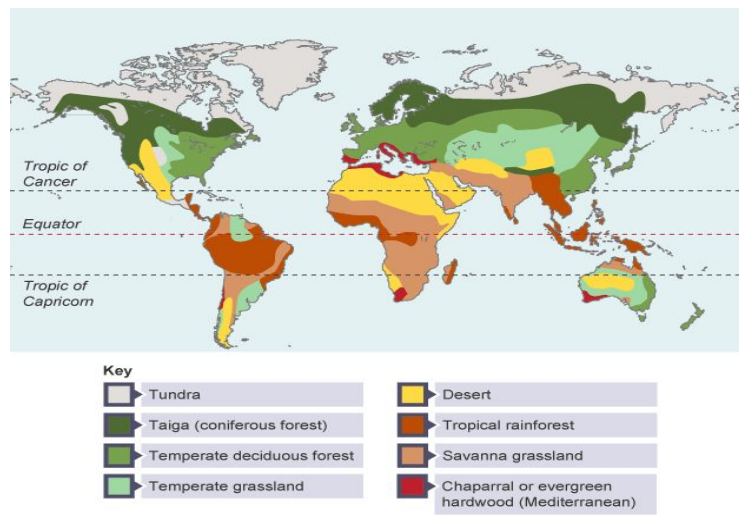 Tropic of
Cancer
Equator
Tropic of
Capricorn
Key
Tundra
Taiga (coniferous forest)
Temperate deciduous forest
Temperate grassland
Desert
Tropical rainforest
Savanna grassland
Chaparral or evergreen
hardwood (Mediterranean)